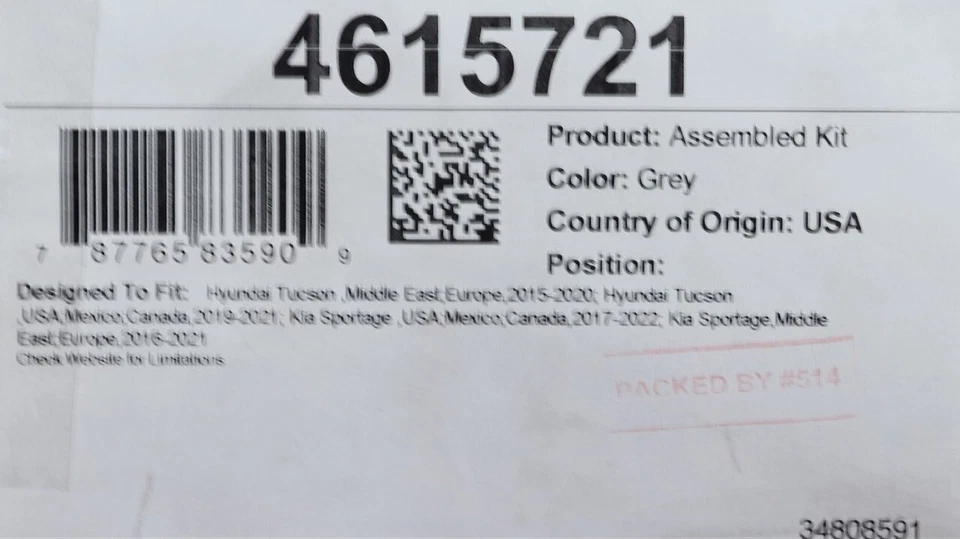 4615721
7 87765 83590 9
Product: Assembled Kit
Color: Grey
Country of Origin: USA
Position:
Designed To Fit: Hyundai Tucson ,Middle East;Europe,2015-2020; Hyundai Tucson
,USA;Mexico;Canada,2019-2021; Kia Sportage ,USA;Mexico;Canada,2017-2022; Kia Sportage,Middle
East;Europe,2016-2021
Check Website for Limitations
PACKED BY #514
34808591